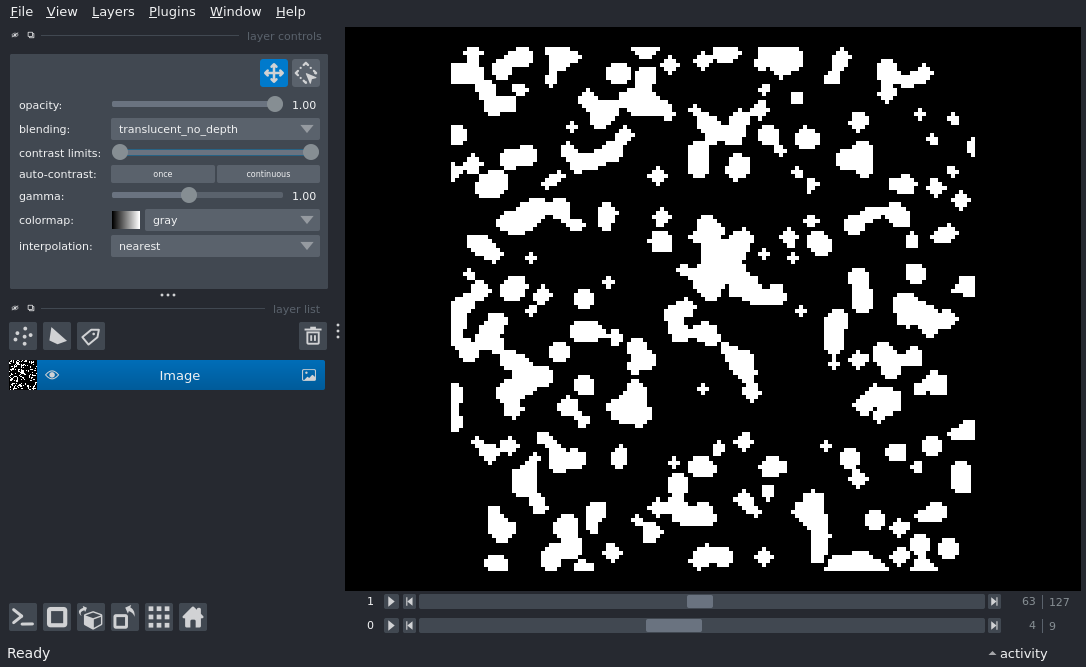 File View Layers Plugins Window Help
layer controls
opacity: 1.00
blending: translucent_no_depth
contrast limits:
auto-contrast: once continuous
gamma: 1.00
colormap: gray
interpolation: nearest
layer list
Image
1 63 127
0 4 9
Ready activity